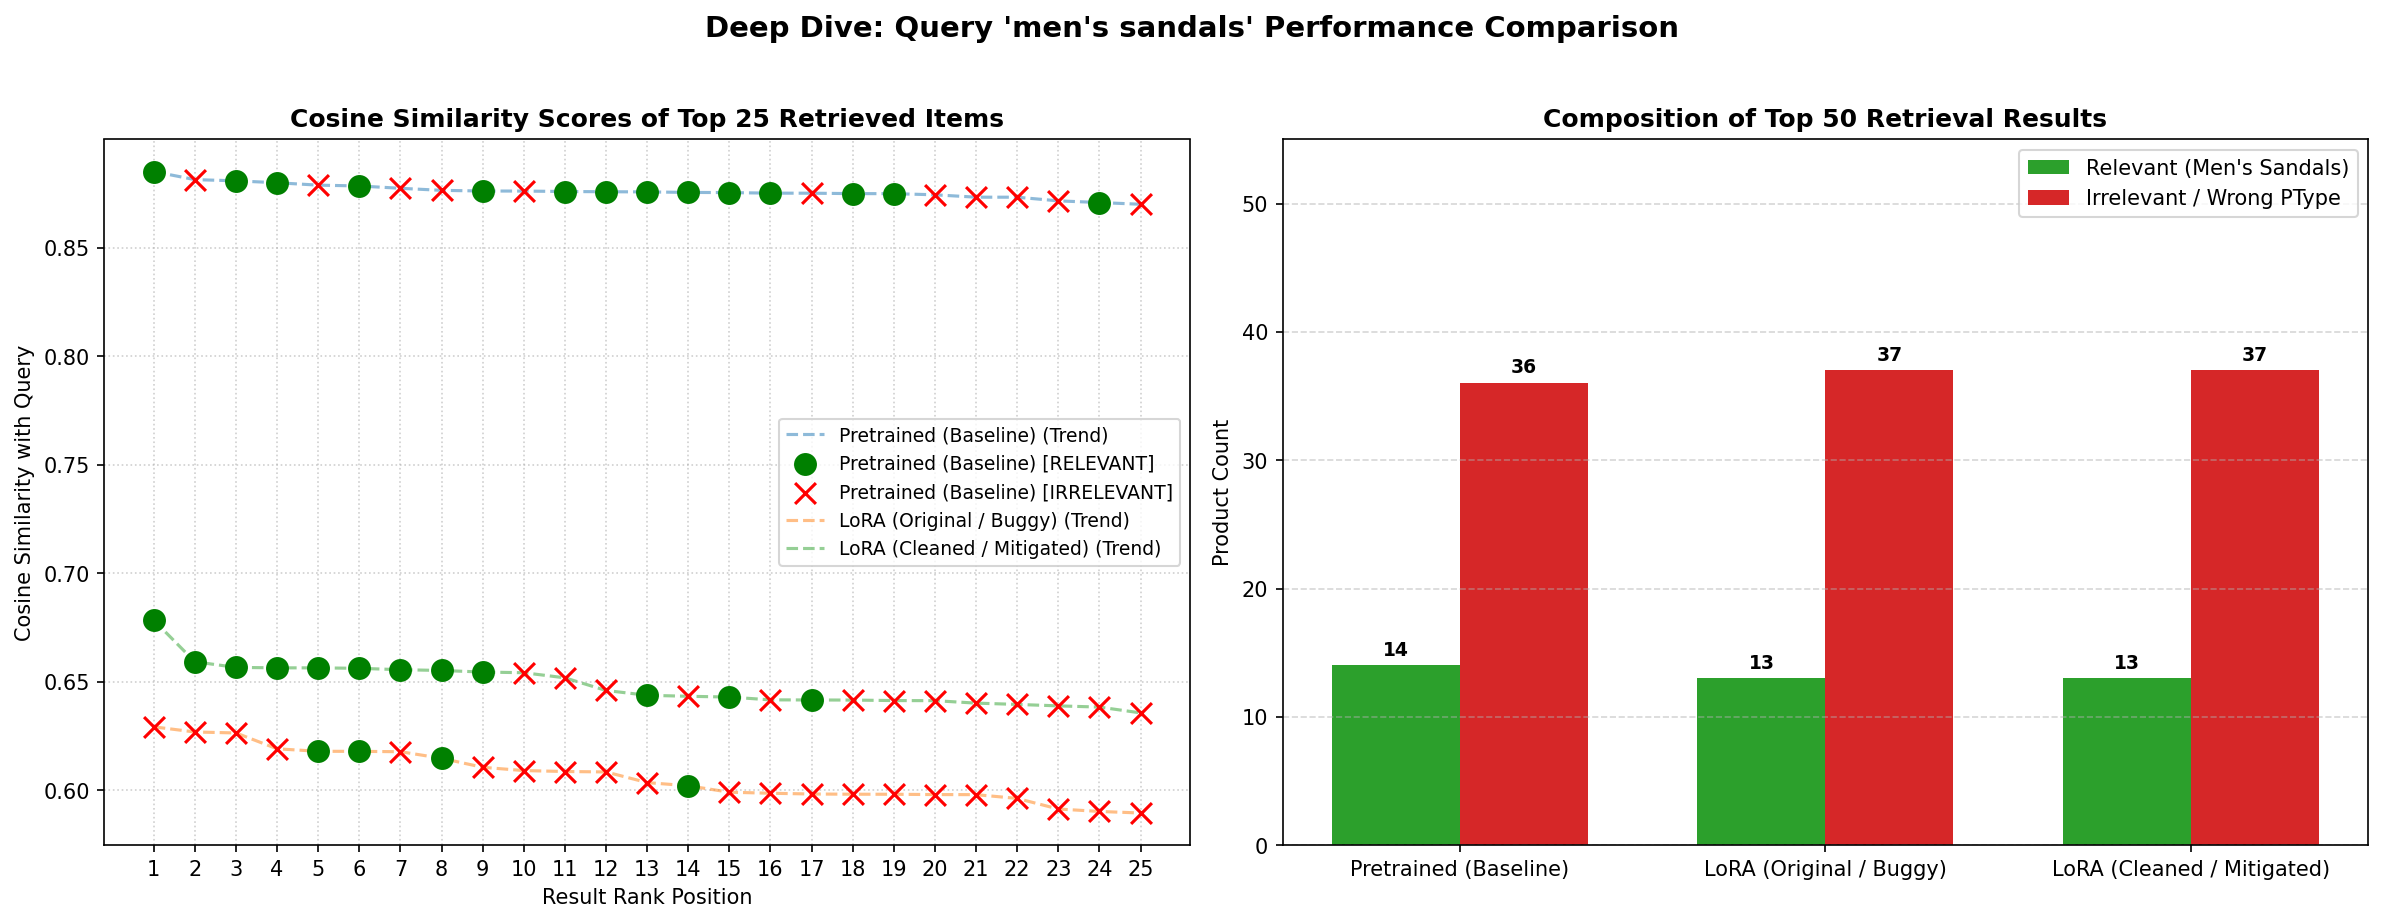 Deep Dive: Query 'men's sandals' Performance Comparison
Cosine Similarity Scores of Top 25 Retrieved Items
Cosine Similarity with Query
0.85
0.80
0.75
0.70
0.65
0.60
Pretrained (Baseline) (Trend)
Pretrained (Baseline) [RELEVANT]
Pretrained (Baseline) [IRRELEVANT]
LoRA (Original / Buggy) (Trend)
LoRA (Cleaned / Mitigated) (Trend)
1 2 3 4 5 6 7 8 9 10 11 12 13 14 15 16 17 18 19 20 21 22 23 24 25
Result Rank Position
Composition of Top 50 Retrieval Results
Product Count
50
40
30
20
10
0
Relevant (Men's Sandals)
Irrelevant / Wrong PType
14
36
13
37
13
37
Pretrained (Baseline)
LoRA (Original / Buggy)
LoRA (Cleaned / Mitigated)